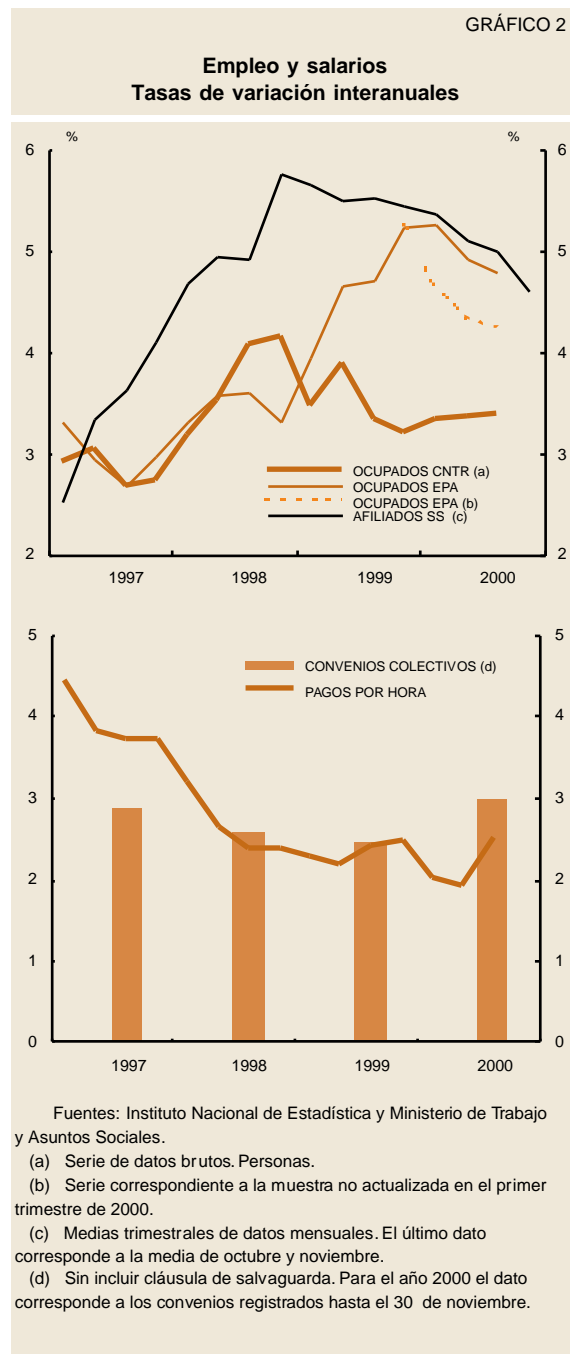 GRÁFICO 2
Empleo y salarios
Tasas de variación interanuales
% %
6 6
5 5
4 4
3 3
2 2
OCUPADOS CNTR (a)
OCUPADOS EPA
OCUPADOS EPA (b)
AFILIADOS SS (c)
1997 1998 1999 2000
5 5
4 4
3 3
2 2
1 1
0 0
CONVENIOS COLECTIVOS (d)
PAGOS POR HORA
1997 1998 1999 2000
Fuentes: Instituto Nacional de Estadística y Ministerio de Trabajo
y Asuntos Sociales.
(a) Serie de datos brutos. Personas.
(b) Serie correspondiente a la muestra no actualizada en el primer
trimestre de 2000.
(c) Medias trimestrales de datos mensuales. El último dato
corresponde a la media de octubre y noviembre.
(d) Sin incluir cláusula de salvaguarda. Para el año 2000 el dato
corresponde a los convenios registrados hasta el 30 de noviembre.